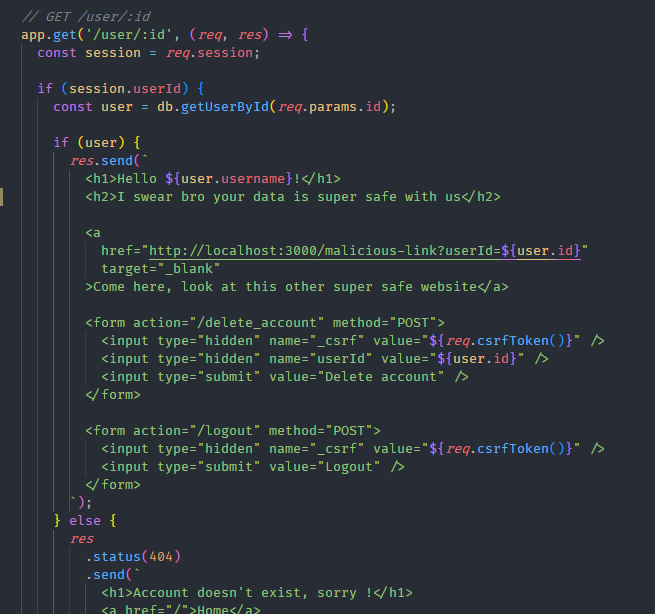 // GET /user/:id
app.get('/user/:id', (req, res) => {
  const session = req.session;

  if (session.userId) {
    const user = db.getUserById(req.params.id);

    if (user) {
      res.send(`
        <h1>Hello ${user.username}!</h1>
        <h2>I swear bro your data is super safe with us</h2>

        <a
          href="http://localhost:3000/malicious-link?userId=${user.id}"
          target="_blank"
        >Come here, look at this other super safe website</a>

        <form action="/delete_account" method="POST">
          <input type="hidden" name="_csrf" value="${req.csrfToken()}" />
          <input type="hidden" name="userId" value="${user.id}" />
          <input type="submit" value="Delete account" />
        </form>

        <form action="/logout" method="POST">
          <input type="hidden" name="_csrf" value="${req.csrfToken()}" />
          <input type="submit" value="Logout" />
        </form>
      `);
    } else {
      res
        .status(404)
        .send(`
          <h1>Account doesn't exist, sorry !</h1>
          <a href="/">Home</a>